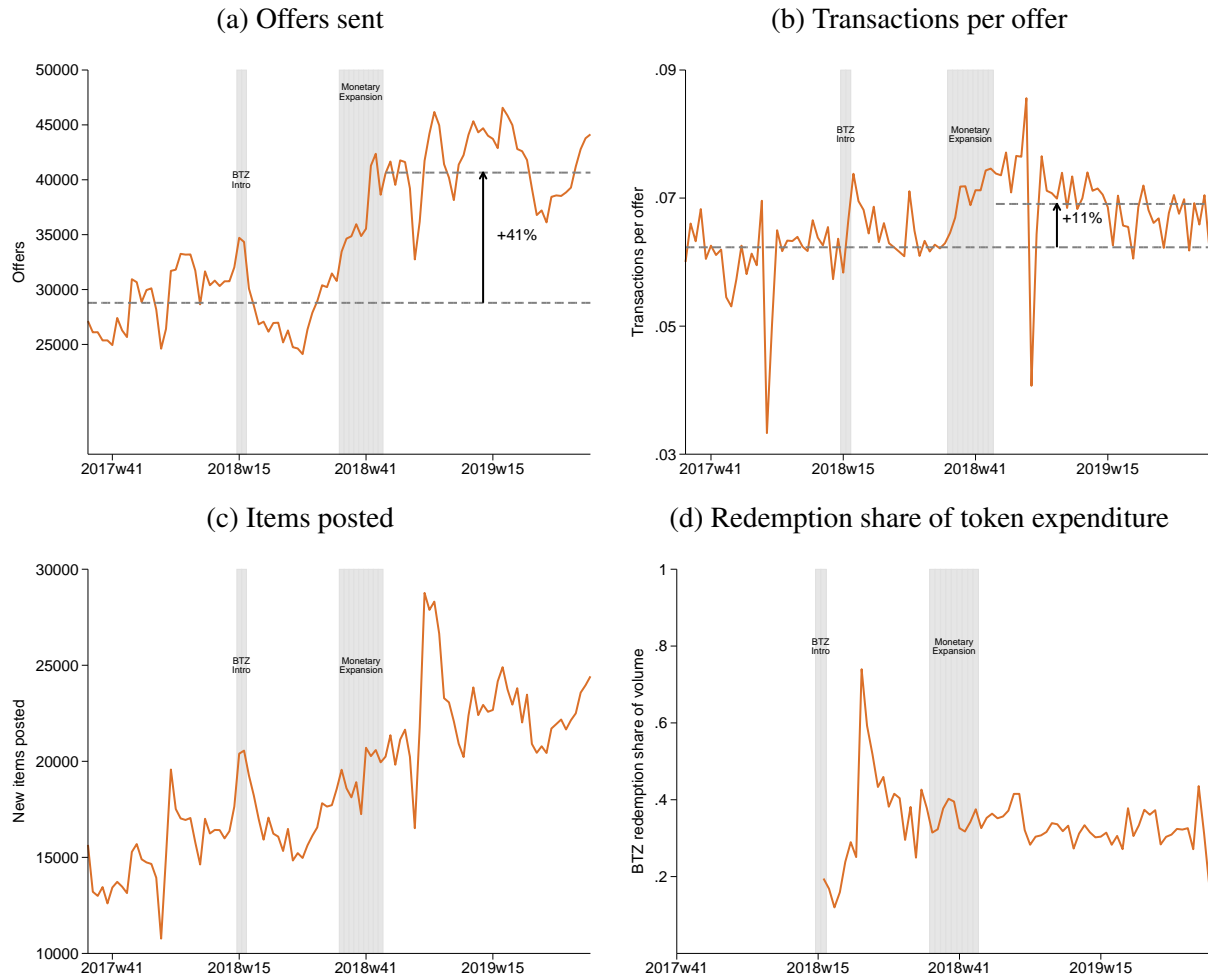 (a) Offers sent
50000
45000
40000
35000
30000
25000
Offers
BTZ
Intro
Monetary
Expansion
+41%
2017w41
2018w15
2018w41
2019w15
(b) Transactions per offer
.09
.07
.05
.03
Transactions per offer
BTZ
Intro
Monetary
Expansion
+11%
2017w41
2018w15
2018w41
2019w15
(c) Items posted
30000
25000
20000
15000
10000
New items posted
BTZ
Intro
Monetary
Expansion
2017w41
2018w15
2018w41
2019w15
(d) Redemption share of token expenditure
1
.8
.6
.4
.2
BTZ redemption share of volume
BTZ
Intro
Monetary
Expansion
2017w41
2018w15
2018w41
2019w15